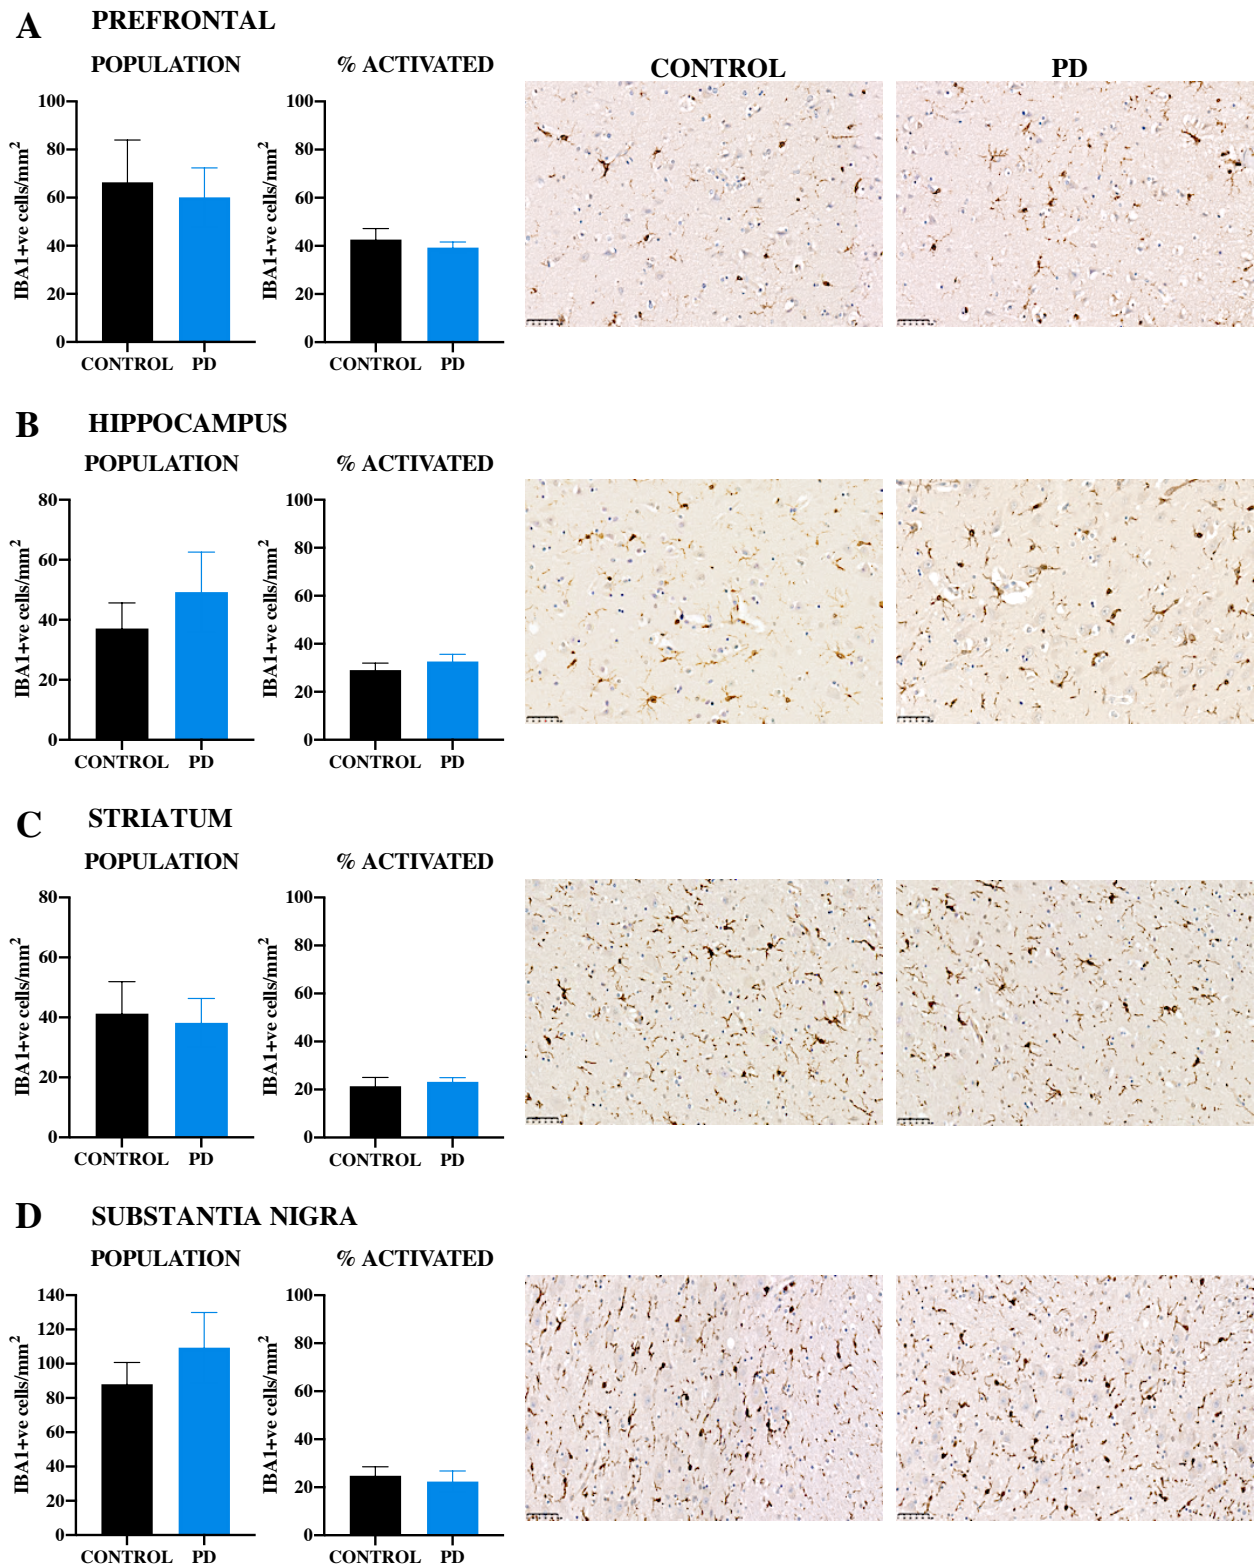 A PREFRONTAL
POPULATION
% ACTIVATED
CONTROL
PD
IBA1+ve cells/mm²
100
80
60
40
20
0
CONTROL PD
IBA1+ve cells/mm²
100
80
60
40
20
0
CONTROL PD
B HIPPOCAMPUS
POPULATION
% ACTIVATED
IBA1+ve cells/mm²
80
60
40
20
0
CONTROL PD
IBA1+ve cells/mm²
100
80
60
40
20
0
CONTROL PD
C STRIATUM
POPULATION
% ACTIVATED
IBA1+ve cells/mm²
80
60
40
20
0
CONTROL PD
IBA1+ve cells/mm²
100
80
60
40
20
0
CONTROL PD
D SUBSTANTIA NIGRA
POPULATION
% ACTIVATED
IBA1+ve cells/mm²
140
120
100
80
60
40
20
0
CONTROL PD
IBA1+ve cells/mm²
100
80
60
40
20
0
CONTROL PD